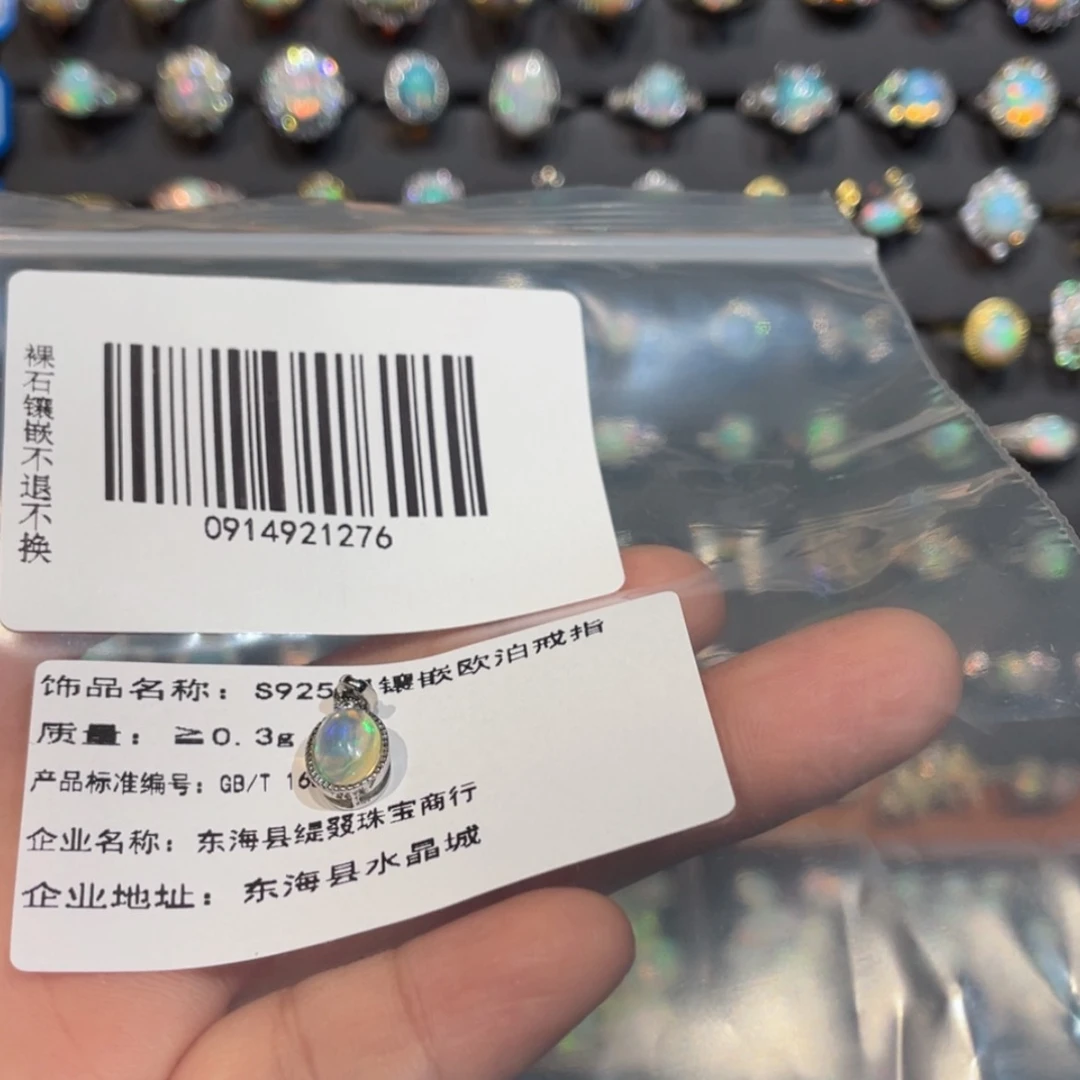 裸石镶嵌不退不换
0914921276
饰品名称：S925 镶嵌欧泊戒指
质量：≥0.3g
产品标准编号：GB/T 16
企业名称：东海县缇叕珠宝商行
企业地址：东海县水晶城